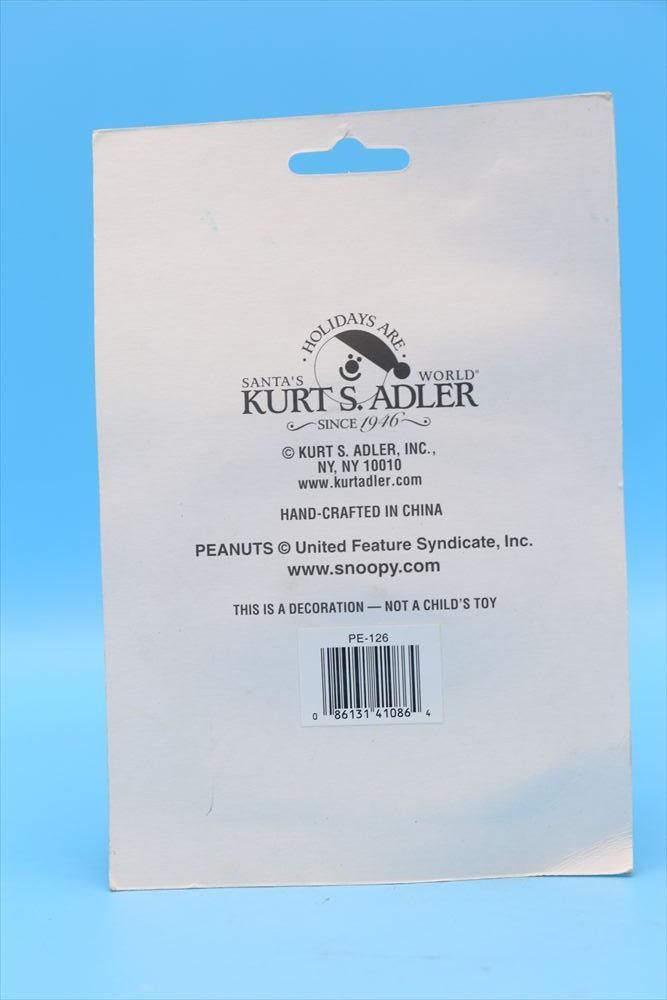 · HOLIDAYS ARE ·
SANTA'S WORLD®
KURT S. ADLER
SINCE 1946
© KURT S. ADLER, INC.,
NY, NY 10010
www.kurtadler.com
HAND-CRAFTED IN CHINA
PEANUTS © United Feature Syndicate, Inc.
www.snoopy.com
THIS IS A DECORATION — NOT A CHILD'S TOY
PE-126
0 86131 41086 4